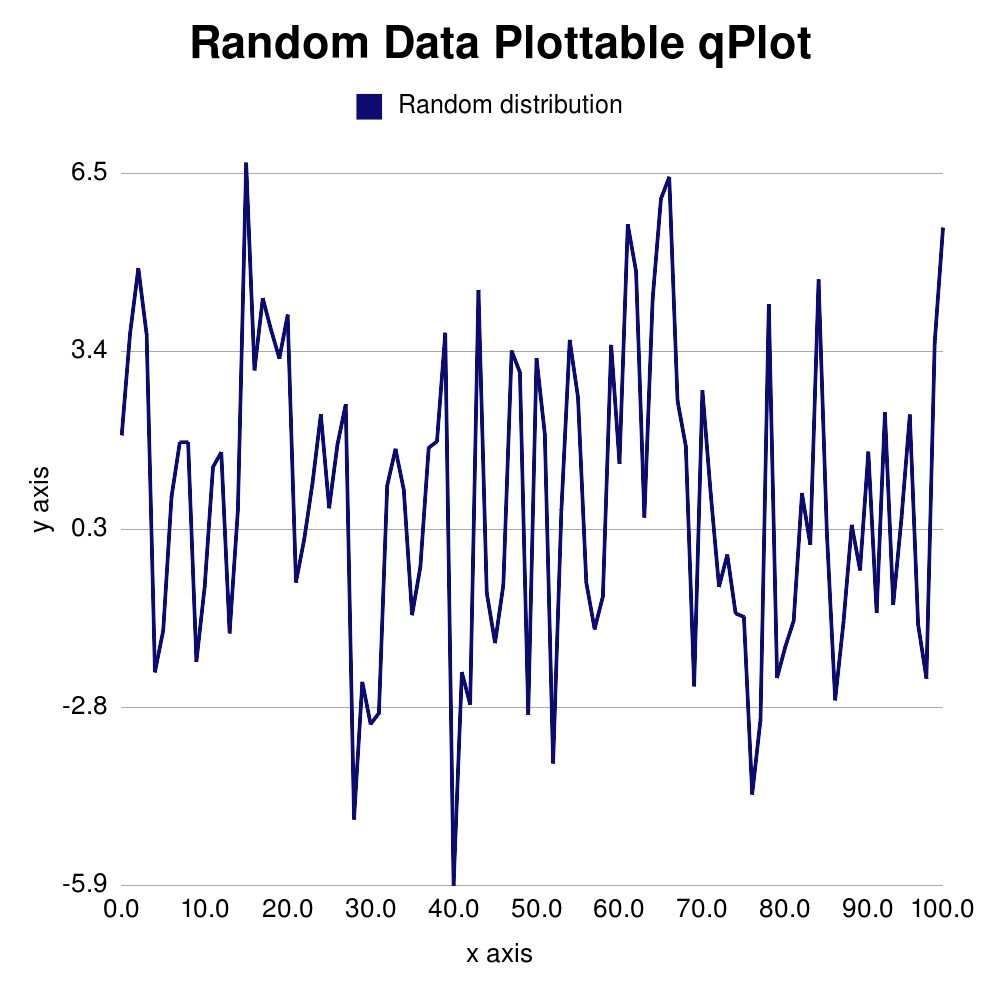 Random Data Plottable qPlot
Random distribution
6.5
3.4
0.3
-2.8
-5.9
y axis
0.0 10.0 20.0 30.0 40.0 50.0 60.0 70.0 80.0 90.0 100.0
x axis